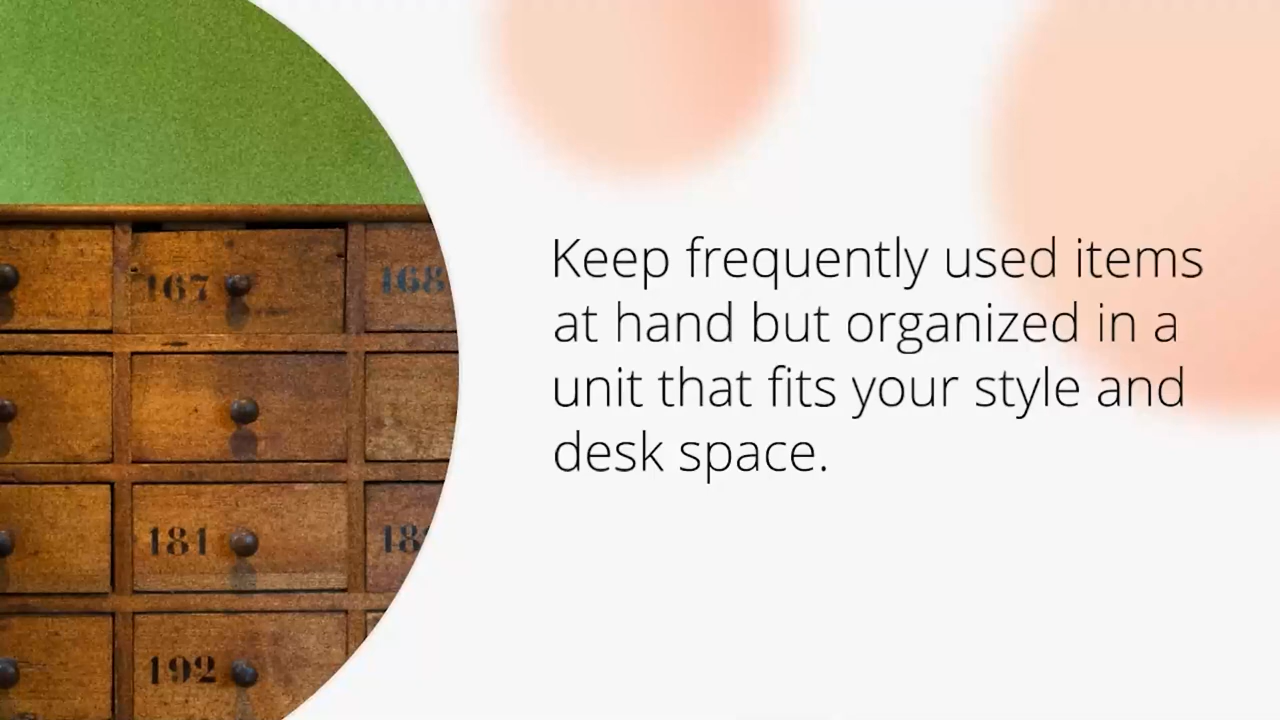 167
168
181
192
Keep frequently used items
at hand but organized in a
unit that fits your style and
desk space.